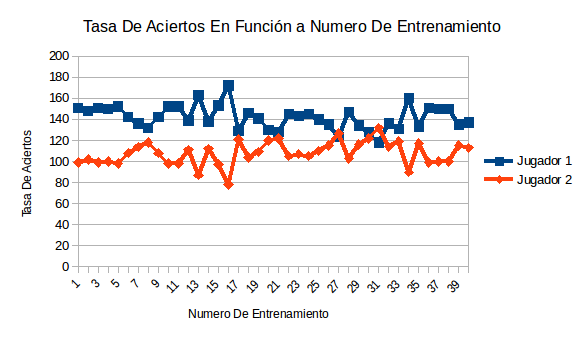 Tasa De Aciertos En Función a Numero De Entrenamiento
200
180
160
140
120
100
80
60
40
20
0
Tasa De Aciertos
1 3 5 7 9 11 13 15 17 19 21 23 25 27 29 31 33 35 37 39
Numero De Entrenamiento
Jugador 1
Jugador 2